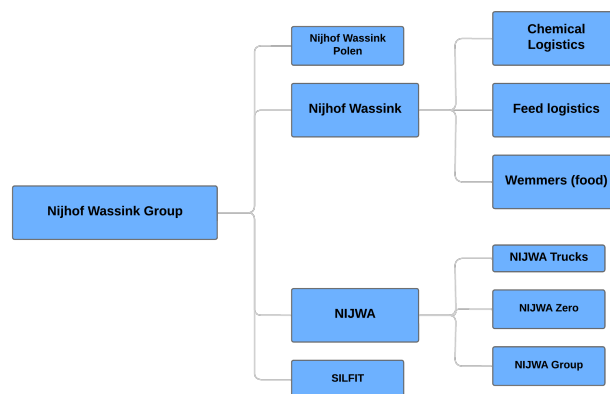 Nijhof Wassink Group
Nijhof Wassink
Polen
Nijhof Wassink
Chemical
Logistics
Feed logistics
Wemmers (food)
NIJWA
NIJWA Trucks
NIJWA Zero
NIJWA Group
SILFIT